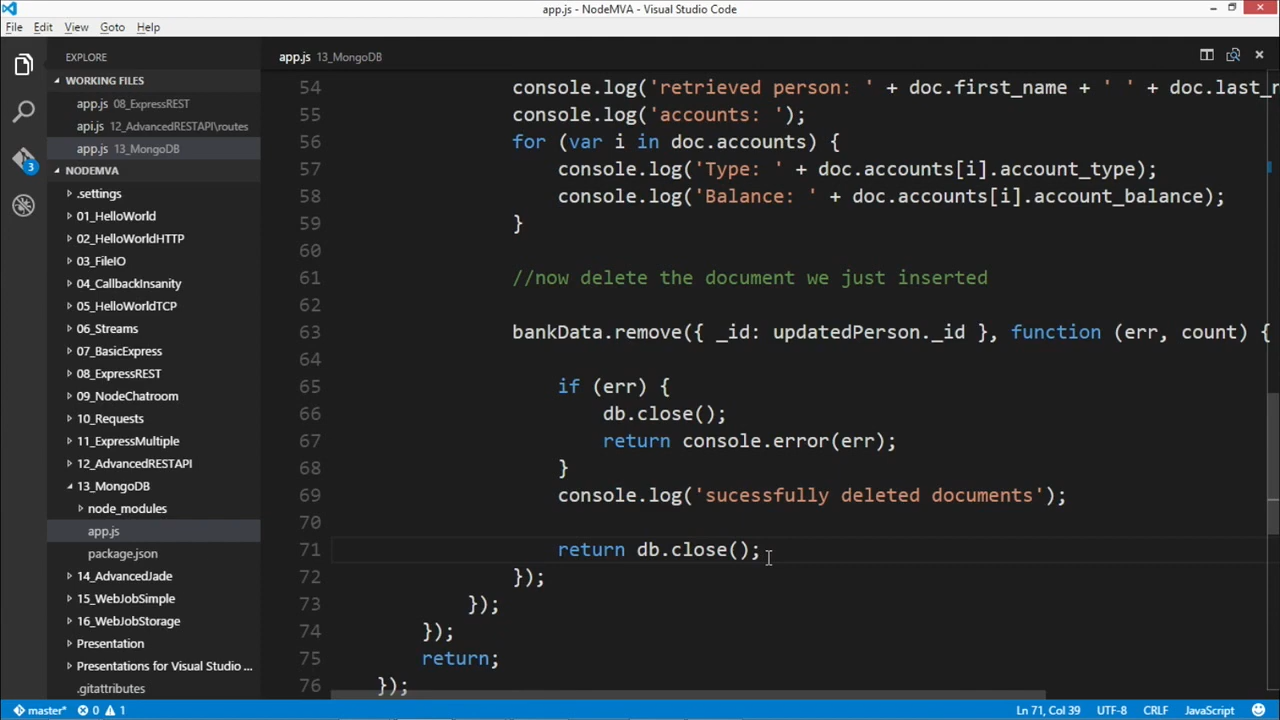 app.js - NodeMVA - Visual Studio Code
File Edit View Goto Help
EXPLORE
WORKING FILES
app.js 08_ExpressREST
api.js 12_AdvancedRESTAPI\routes
app.js 13_MongoDB
NODEMVA
.settings
01_HelloWorld
02_HelloWorldHTTP
03_FileIO
04_CallbackInsanity
05_HelloWorldTCP
06_Streams
07_BasicExpress
08_ExpressREST
09_NodeChatroom
10_Requests
11_ExpressMultiple
12_AdvancedRESTAPI
13_MongoDB
node_modules
app.js
package.json
14_AdvancedJade
15_WebJobSimple
16_WebJobStorage
Presentation
Presentations for Visual Studio ...
.gitattributes
3
app.js 13_MongoDB
54 console.log('retrieved person: ' + doc.first_name + ' ' + doc.last_n
55 console.log('accounts: ');
56 for (var i in doc.accounts) {
57 console.log('Type: ' + doc.accounts[i].account_type);
58 console.log('Balance: ' + doc.accounts[i].account_balance);
59 }
60
61 //now delete the document we just inserted
62
63 bankData.remove({ _id: updatedPerson._id }, function (err, count) {
64
65 if (err) {
66 db.close();
67 return console.error(err);
68 }
69 console.log('sucessfully deleted documents');
70
71 return db.close();
72 });
73 });
74 });
75 return;
76 });
master* 0 1 Ln 71, Col 39 UTF-8 CRLF JavaScript